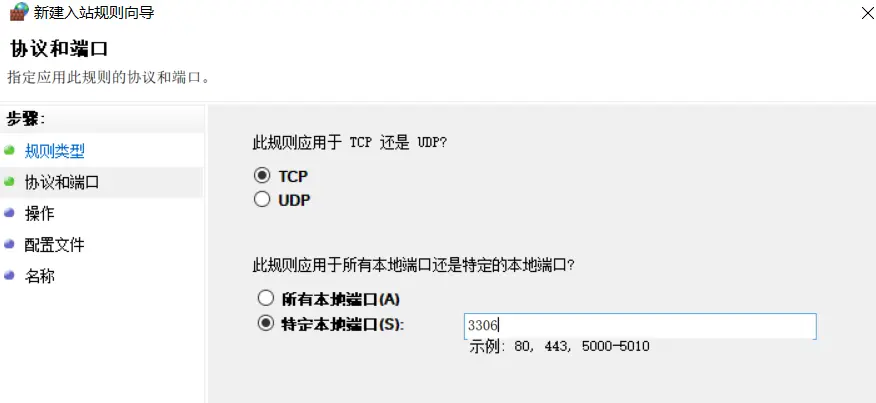 新建入站规则向导
协议和端口
指定应用此规则的协议和端口。
步骤:
规则类型
协议和端口
操作
配置文件
名称
此规则应用于 TCP 还是 UDP?
TCP
UDP
此规则应用于所有本地端口还是特定的本地端口?
所有本地端口(A)
特定本地端口(S): 3306
示例: 80, 443, 5000-5010